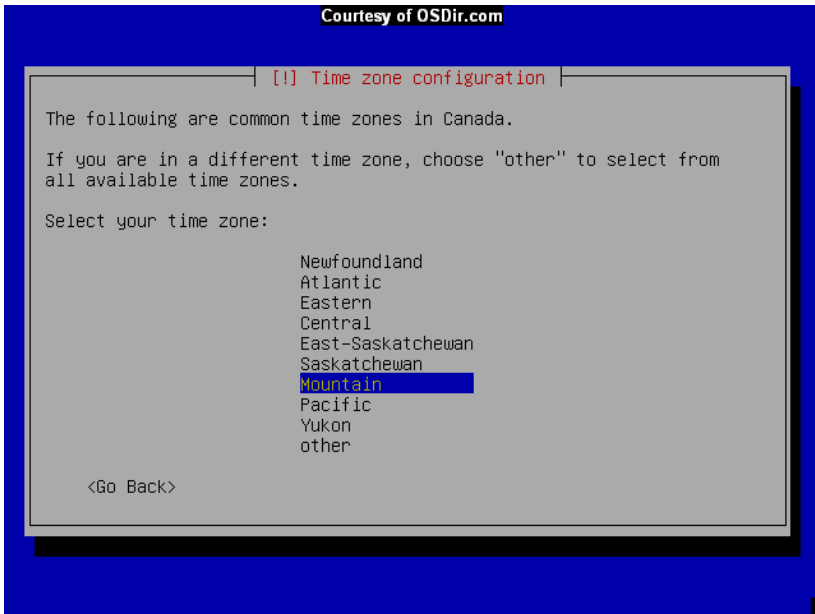 Courtesy of OSDir.com
[!] Time zone configuration
The following are common time zones in Canada.
If you are in a different time zone, choose "other" to select from
all available time zones.
Select your time zone:
Newfoundland
Atlantic
Eastern
Central
East-Saskatchewan
Saskatchewan
Mountain
Pacific
Yukon
other
<Go Back>